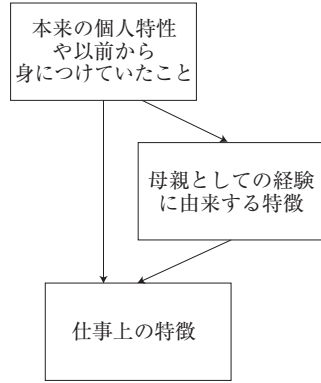 本来の個人特性
や以前から
身につけていたこと
母親としての経験
に由来する特徴
仕事上の特徴